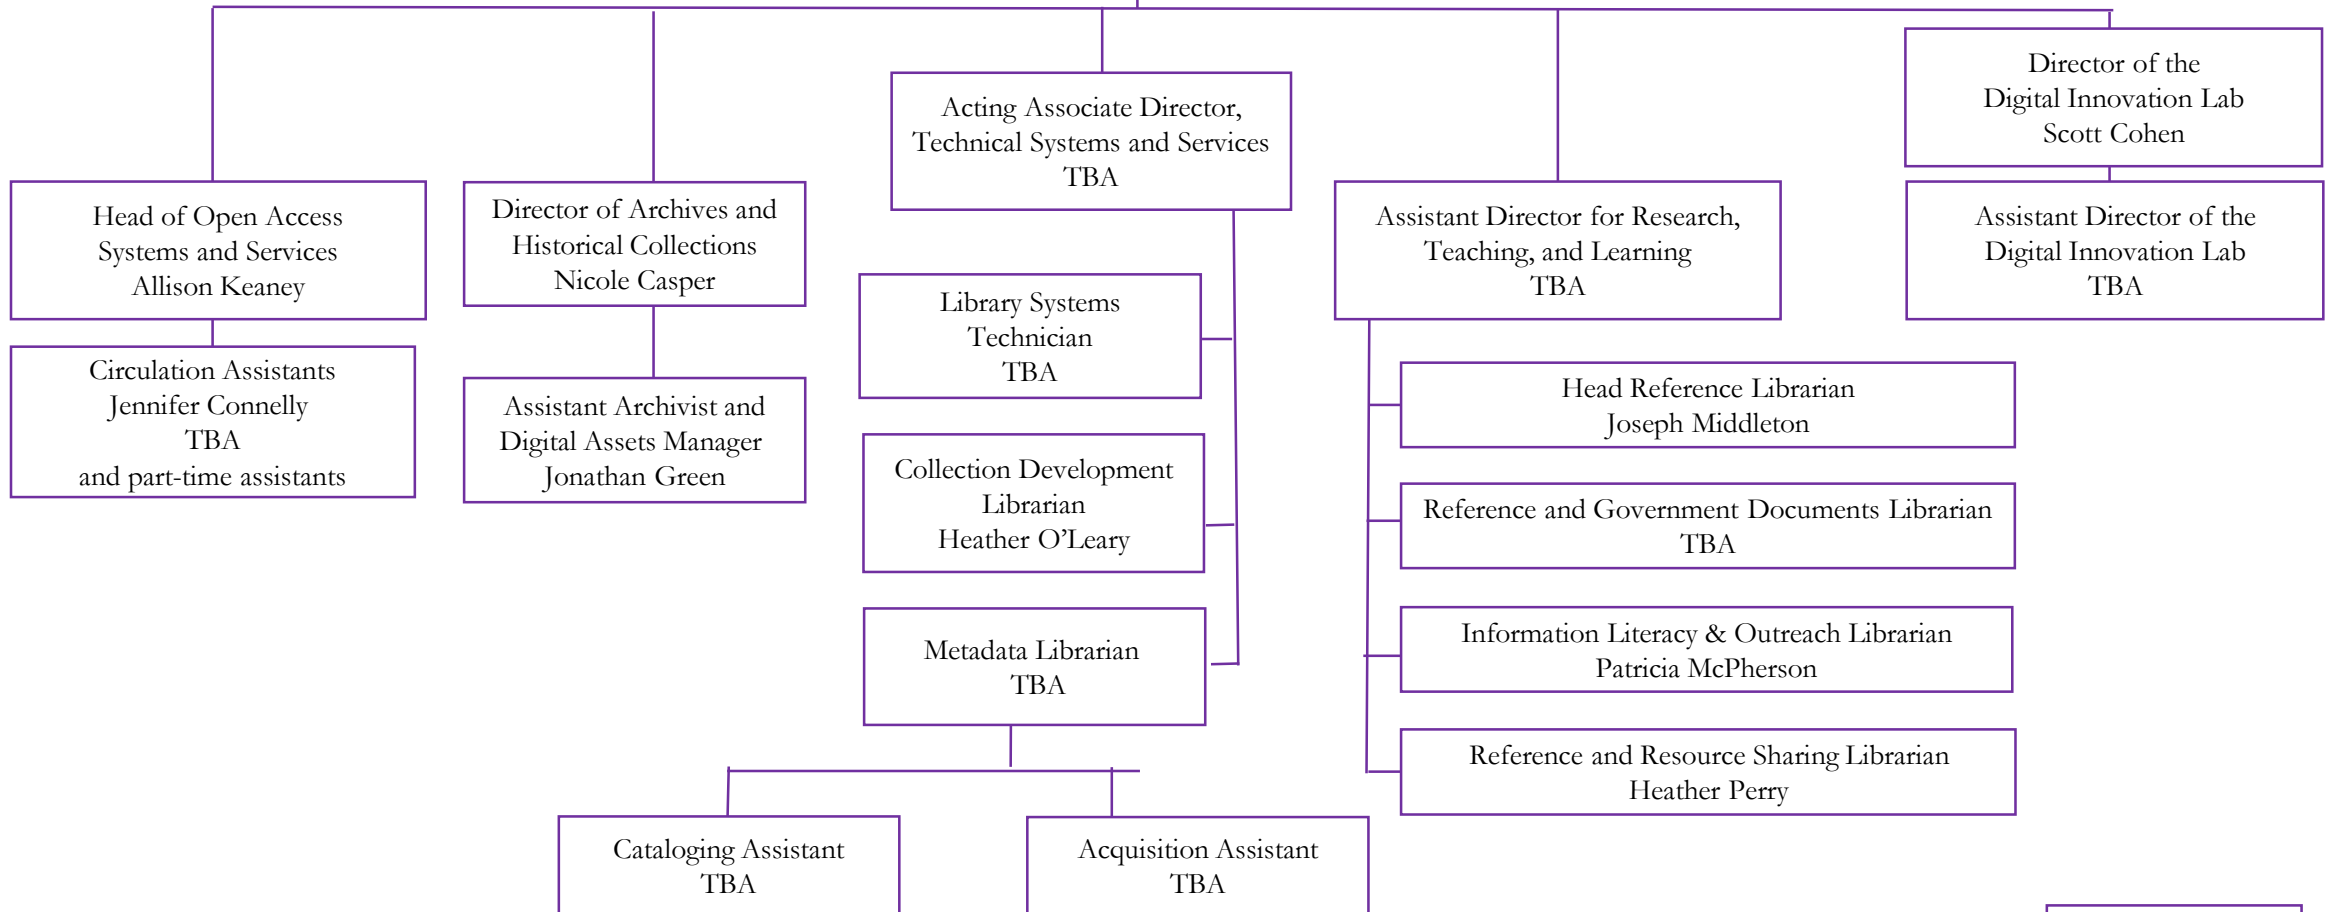 Head of Open Access
Systems and Services
Allison Keaney
Circulation Assistants
Jennifer Connelly
TBA
and part-time assistants
Director of Archives and
Historical Collections
Nicole Casper
Assistant Archivist and
Digital Assets Manager
Jonathan Green
Acting Associate Director,
Technical Systems and Services
TBA
Library Systems
Technician
TBA
Collection Development
Librarian
Heather O’Leary
Metadata Librarian
TBA
Cataloging Assistant
TBA
Acquisition Assistant
TBA
Assistant Director for Research,
Teaching, and Learning
TBA
Head Reference Librarian
Joseph Middleton
Reference and Government Documents Librarian
TBA
Information Literacy & Outreach Librarian
Patricia McPherson
Reference and Resource Sharing Librarian
Heather Perry
Director of the
Digital Innovation Lab
Scott Cohen
Assistant Director of the
Digital Innovation Lab
TBA